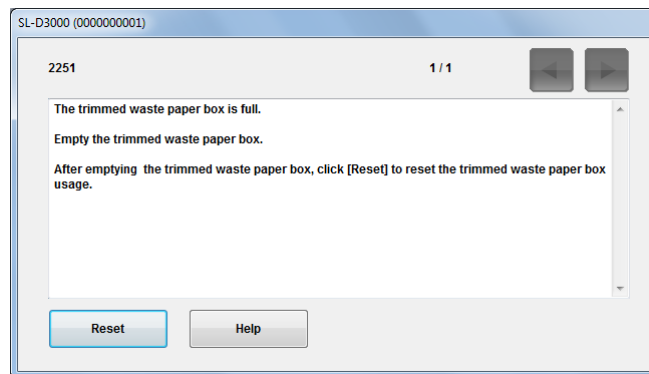 SL-D3000 (0000000001)
2251
1 / 1
The trimmed waste paper box is full.
Empty the trimmed waste paper box.
After emptying  the trimmed waste paper box, click [Reset] to reset the trimmed waste paper box
usage.
Reset
Help